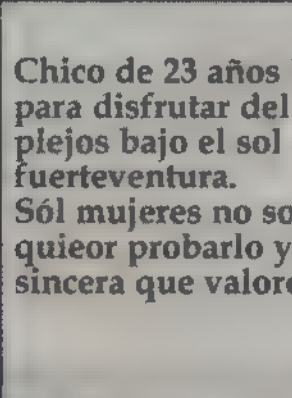 Chico de 23 años
para disfrutar del
plejos bajo el sol
fuerteventura.
Sól mujeres no so
quieor probarlo y
sincera que valore